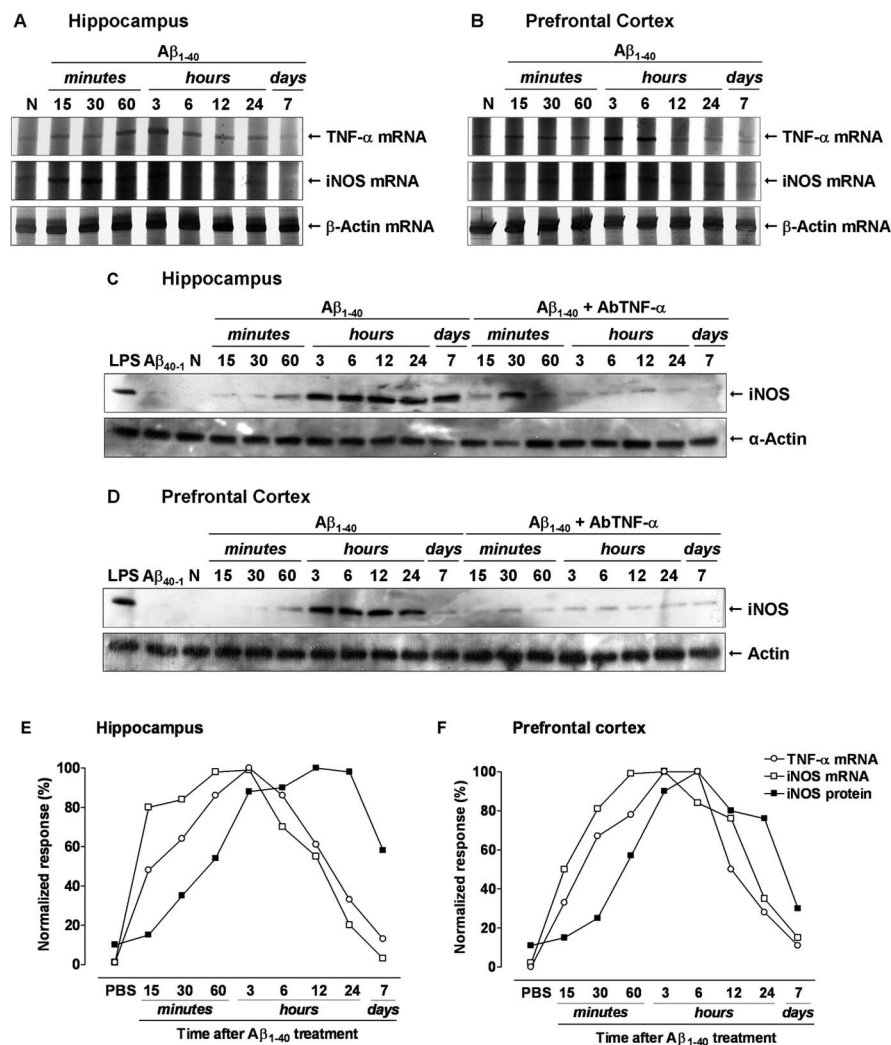 A Hippocampus
Aβ1-40
minutes hours days
N 15 30 60 3 6 12 24 7
← TNF-α mRNA
← iNOS mRNA
← β-Actin mRNA
B Prefrontal Cortex
Aβ1-40
minutes hours days
N 15 30 60 3 6 12 24 7
← TNF-α mRNA
← iNOS mRNA
← β-Actin mRNA
C Hippocampus
Aβ1-40 Aβ1-40 + AbTNF-α
minutes hours days minutes hours days
LPS Aβ40-1 N 15 30 60 3 6 12 24 7 15 30 60 3 6 12 24 7
← iNOS
← α-Actin
D Prefrontal Cortex
Aβ1-40 Aβ1-40 + AbTNF-α
minutes hours days minutes hours days
LPS Aβ40-1 N 15 30 60 3 6 12 24 7 15 30 60 3 6 12 24 7
← iNOS
← Actin
E Hippocampus
Normalized response (%)
100
80
60
40
20
0
PBS 15 30 60 3 6 12 24 7
minutes hours days
Time after Aβ1-40 treatment
F Prefrontal cortex
TNF-α mRNA
iNOS mRNA
iNOS protein
Normalized response (%)
100
80
60
40
20
0
PBS 15 30 60 3 6 12 24 7
minutes hours days
Time after Aβ1-40 treatment